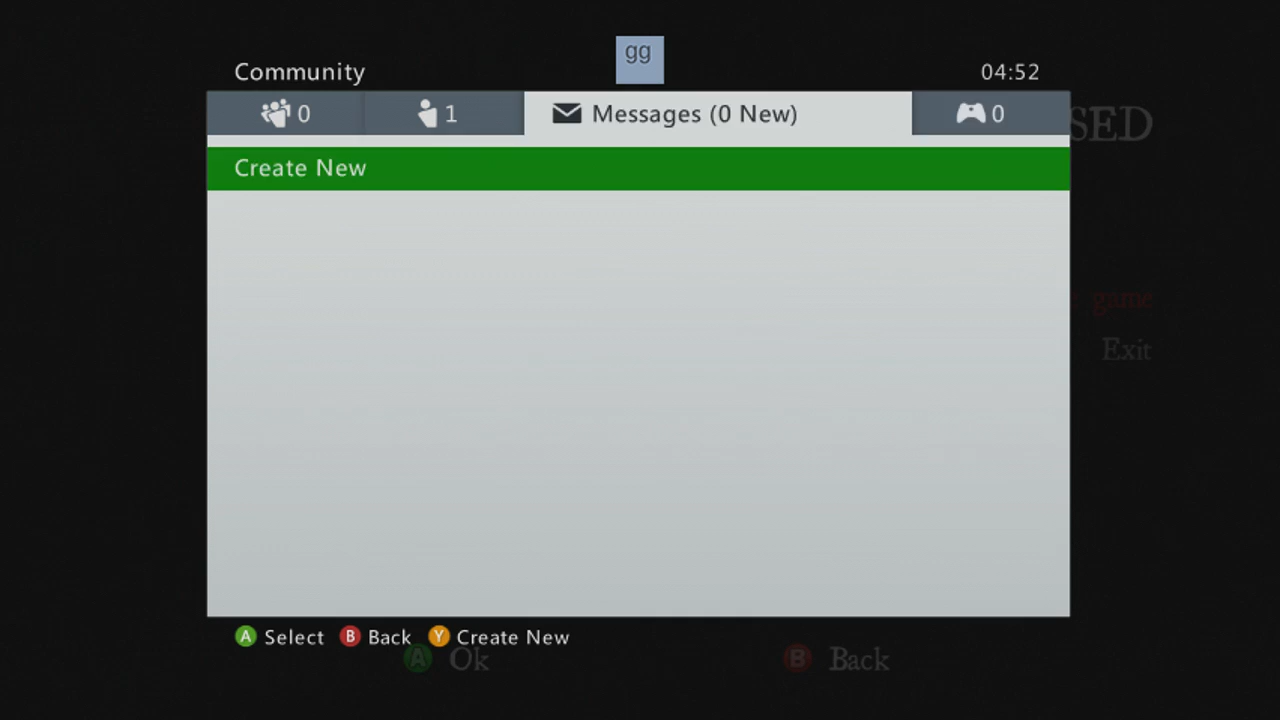 gg
Community
04:52
0
1
Messages (0 New)
0
SED
Create New
game
Exit
A Select B Back Y Create New
A Ok B Back